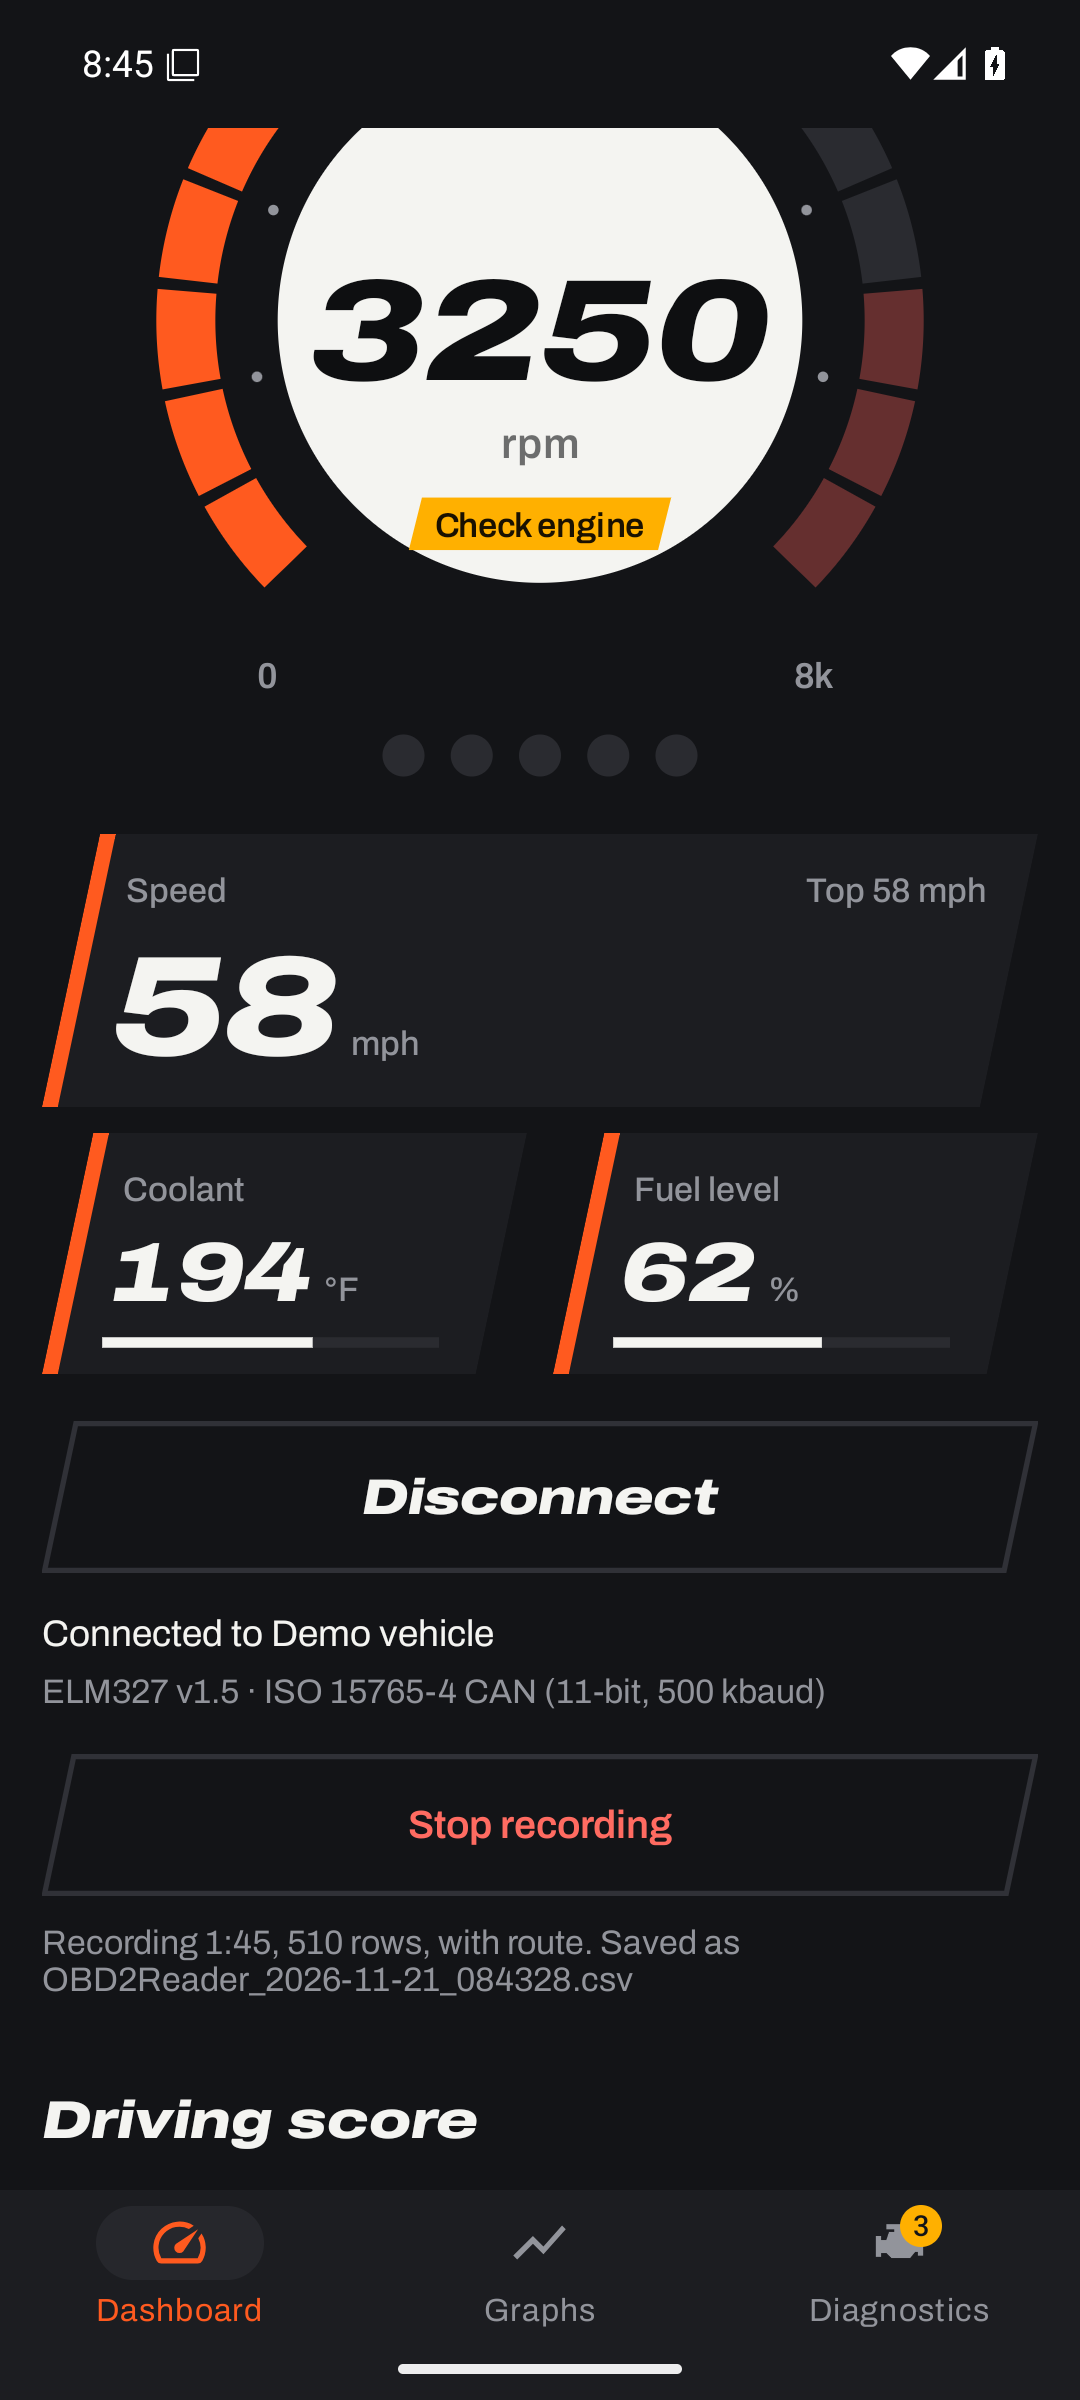 8:45
3250
rpm
Check engine
0
8k
Speed
Top 58 mph
58 mph
Coolant
194 °F
Fuel level
62 %
Disconnect
Connected to Demo vehicle
ELM327 v1.5 · ISO 15765-4 CAN (11-bit, 500 kbaud)
Stop recording
Recording 1:45, 510 rows, with route. Saved as
OBD2Reader_2026-11-21_084328.csv
Driving score
3
Dashboard
Graphs
Diagnostics